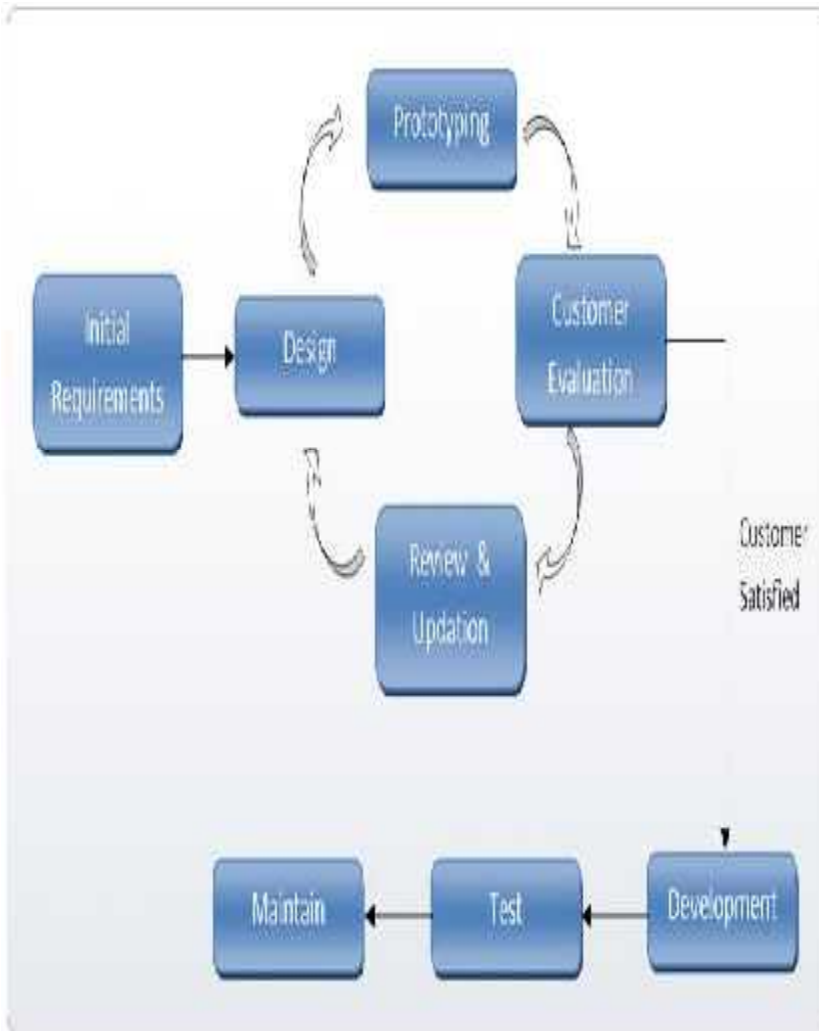 Prototyping
Initial
Requirements
Design
Customer
Evaluation
Review &
Updation
Customer
Satisfied
Maintain
Test
Development